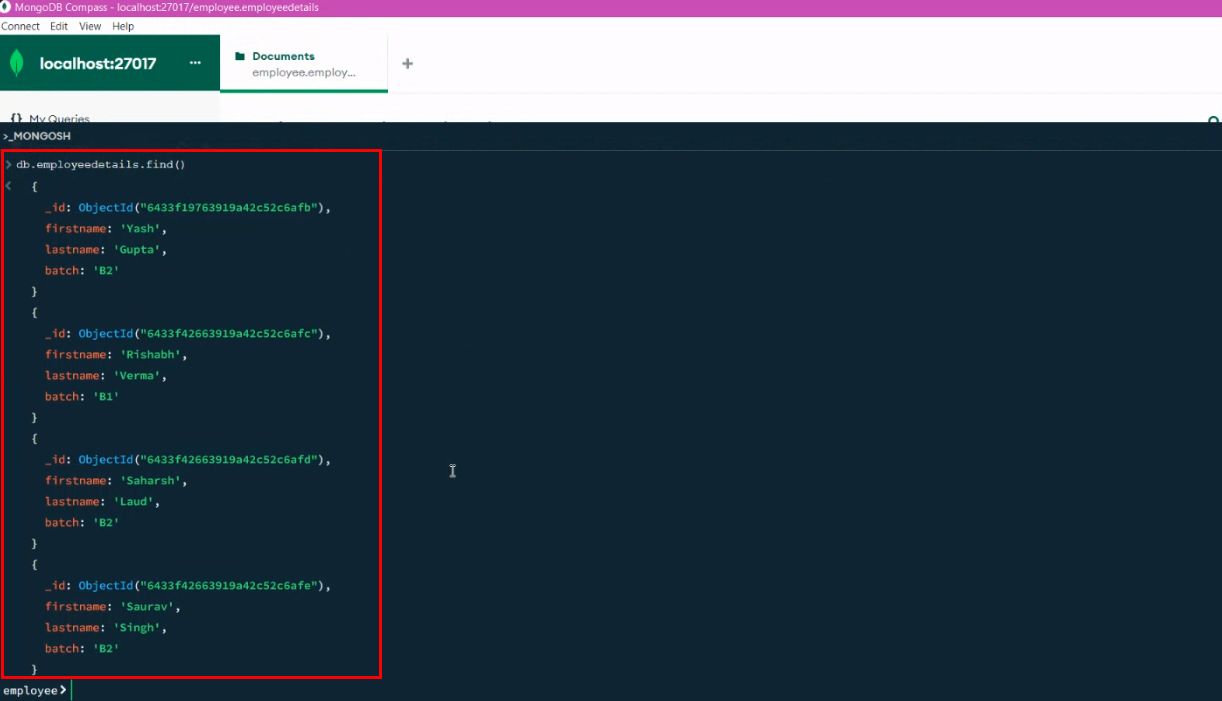 MongoDB Compass - localhost:27017/employee.employeedetails
Connect Edit View Help
localhost:27017 ...
Documents
employee.employ...
+
{} My Queries
>_MONGOSH
> db.employeedetails.find()
< {
_id: ObjectId("6433f19763919a42c52c6afb"),
firstname: 'Yash',
lastname: 'Gupta',
batch: 'B2'
}
{
_id: ObjectId("6433f42663919a42c52c6afc"),
firstname: 'Rishabh',
lastname: 'Verma',
batch: 'B1'
}
{
_id: ObjectId("6433f42663919a42c52c6afd"),
firstname: 'Saharsh',
lastname: 'Laud',
batch: 'B2'
}
{
_id: ObjectId("6433f42663919a42c52c6afe"),
firstname: 'Saurav',
lastname: 'Singh',
batch: 'B2'
}
employee>